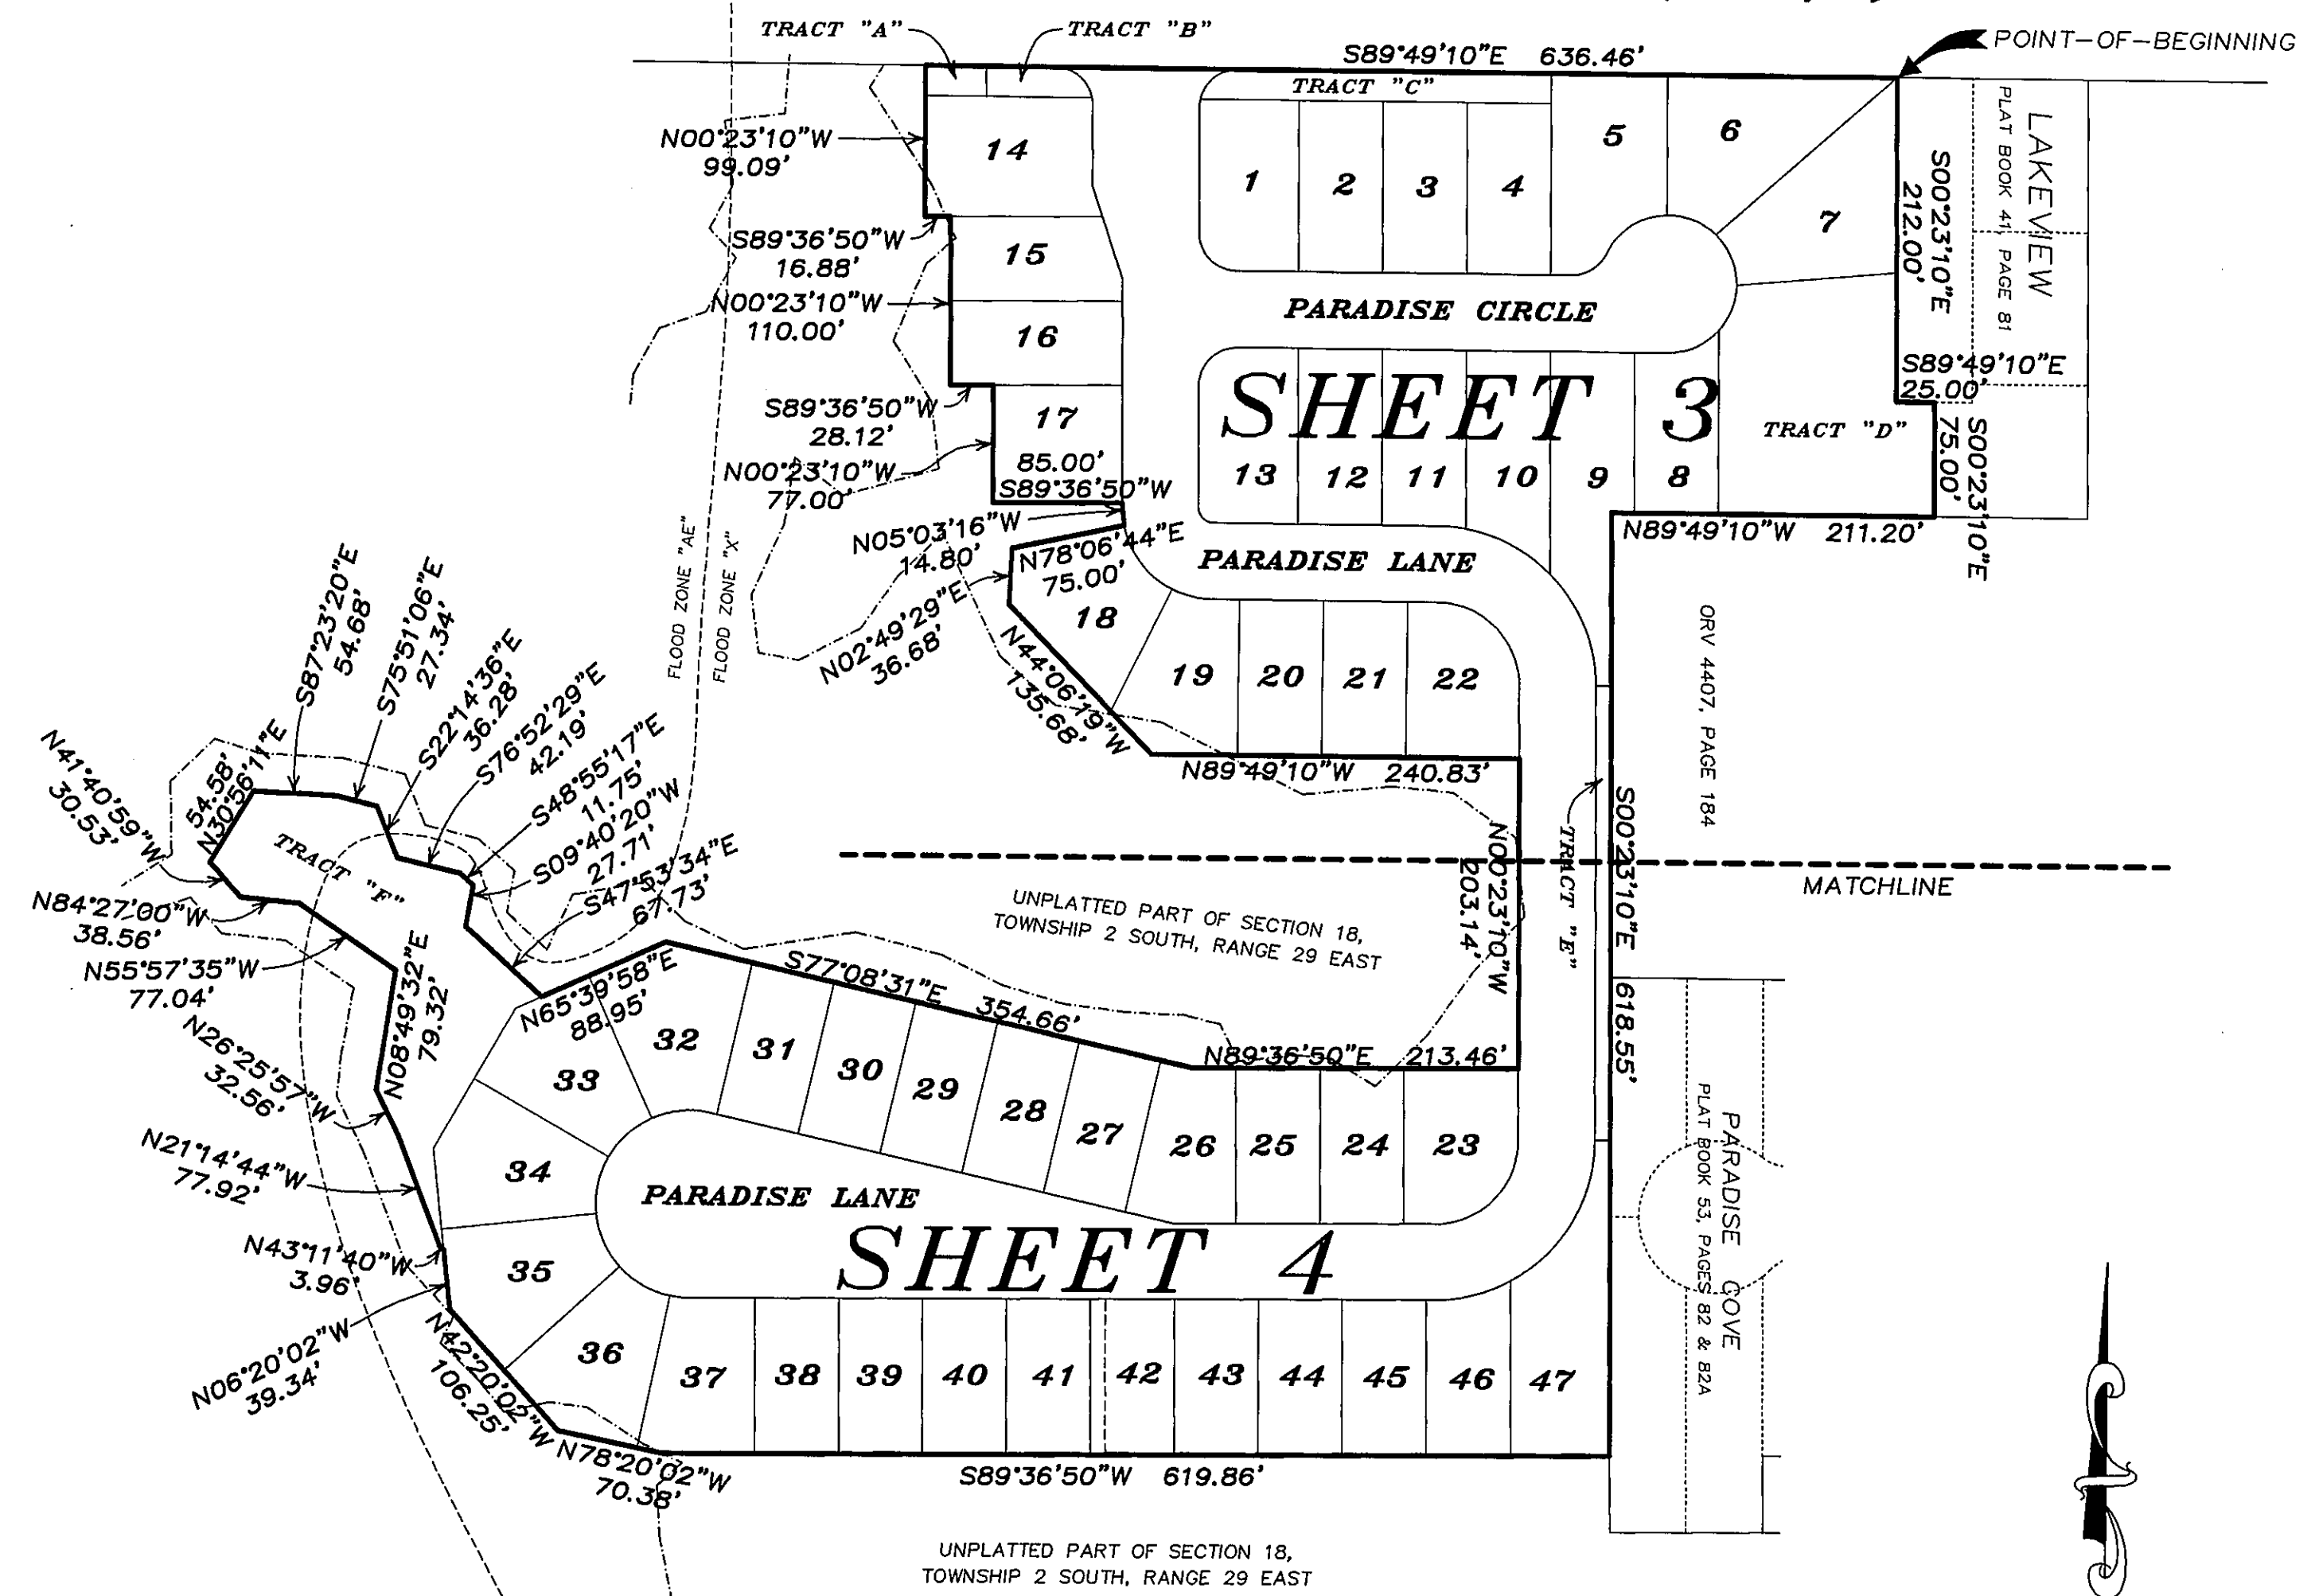 TRACT "A"
TRACT "B"
S89°49'10"E 636.46'
POINT-OF-BEGINNING
TRACT "C"
N00°23'10"W
99.09'
14
1
2
3
4
5
6
7
S00°23'10"E
212.00'
LAKEVIEW
PLAT BOOK 41, PAGE 81
S89°36'50"W
16.88'
15
N00°23'10"W
110.00'
16
PARADISE CIRCLE
S89°49'10"E
25.00'
S89°36'50"W
28.12'
17
SHEET 3
TRACT "D"
S00°23'10"E
75.00'
N00°23'10"W
77.00'
85.00'
S89°36'50"W
13
12
11
10
9
8
N05°03'16"W
14.80'
N89°49'10"W 211.20'
N78°06'44"E
75.00'
PARADISE LANE
FLOOD ZONE "AE"
FLOOD ZONE "X"
N02°49'29"E
36.68'
18
N44°06'19"W
135.68'
19
20
21
22
ORV 4407, PAGE 184
S87°23'20"E
54.68'
S75°51'06"E
27.34'
S22°14'36"E
36.28'
S76°52'29"E
42.19'
S48°55'17"E
11.75'
S09°40'20"W
27.71'
S47°53'34"E
67.73'
N41°40'59"W
30.53'
54.58'
N30°56'11"E
N89°49'10"W 240.83'
TRACT "F"
N00°23'10"W
203.14'
TRACT "E"
S00°23'10"E 618.55'
MATCHLINE
N84°27'00"W
38.56'
UNPLATTED PART OF SECTION 18,
TOWNSHIP 2 SOUTH, RANGE 29 EAST
N55°57'35"W
77.04'
N08°49'32"E
79.32'
N65°39'58"E
88.95'
S77°08'31"E 354.66'
N89°36'50"E 213.46'
N26°25'57"W
32.56'
33
32
31
30
29
28
27
26
25
24
23
N21°14'44"W
77.92'
34
PARADISE LANE
PARADISE COVE
PLAT BOOK 53, PAGES 82 & 82A
N43°11'40"W
3.96'
35
SHEET 4
N06°20'02"W
39.34'
N42°20'02"W
106.25'
36
37
38
39
40
41
42
43
44
45
46
47
N78°20'02"W
70.38'
S89°36'50"W 619.86'
UNPLATTED PART OF SECTION 18,
TOWNSHIP 2 SOUTH, RANGE 29 EAST